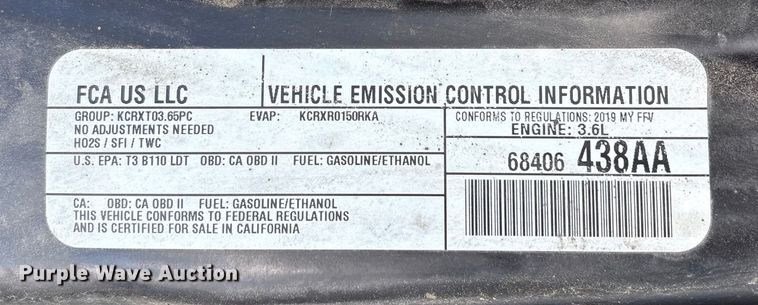 FCA US LLC
VEHICLE EMISSION CONTROL INFORMATION
GROUP: KCRXT03.65PC EVAP: KCRXR0150RKA
NO ADJUSTMENTS NEEDED
HO2S / SFI / TWC
CONFORMS TO REGULATIONS: 2019 MY FFV
ENGINE: 3.6L
U.S. EPA: T3 B110 LDT OBD: CA OBD II FUEL: GASOLINE/ETHANOL
68406 438AA
CA: OBD: CA OBD II FUEL: GASOLINE/ETHANOL
THIS VEHICLE CONFORMS TO FEDERAL REGULATIONS
AND IS CERTIFIED FOR SALE IN CALIFORNIA
Purple Wave Auction